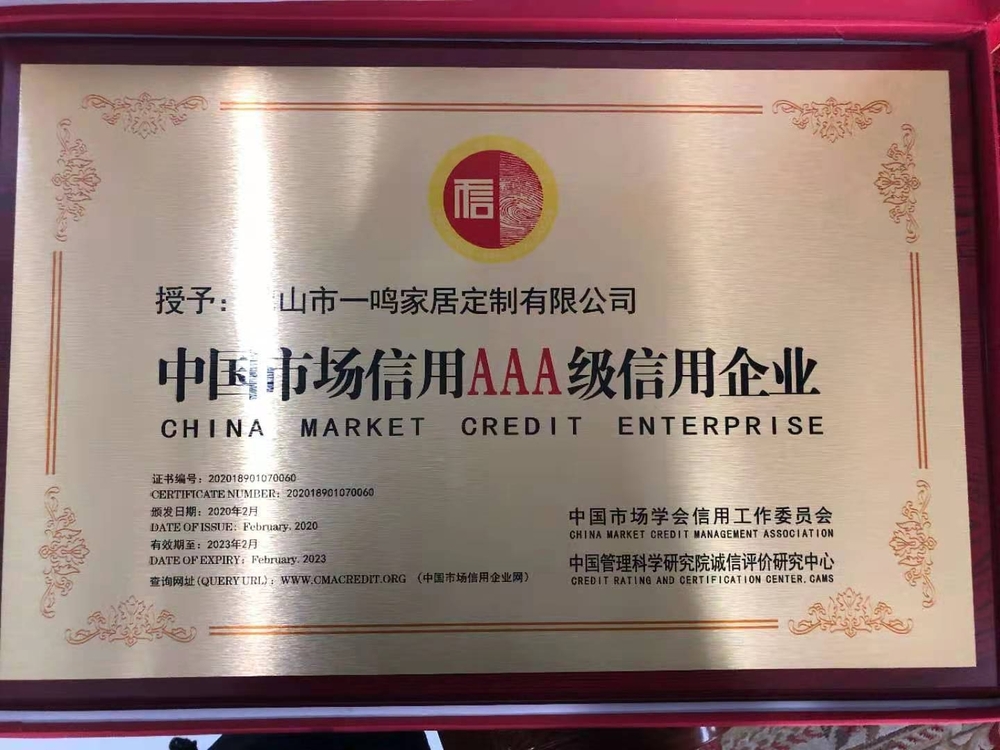 信
授予：山市一鸣家居定制有限公司
中国市场信用AAA级信用企业
CHINA MARKET CREDIT ENTERPRISE
证书编号：202018901070060
CERTIFICATE NUMBER：202018901070060
颁发日期：2020年2月
DATE OF ISSUE：February. 2020
有效期至：2023年2月
DATE OF EXPIRY：February. 2023
查询网址(QUERY URL)：WWW.CMACREDIT.ORG （中国市场信用企业网）
中国市场学会信用工作委员会
CHINA MARKET CREDIT MANAGEMENT ASSOCIATION
中国管理科学研究院诚信评价研究中心
CREDIT RATING AND CERTIFICATION CENTER. CAMS